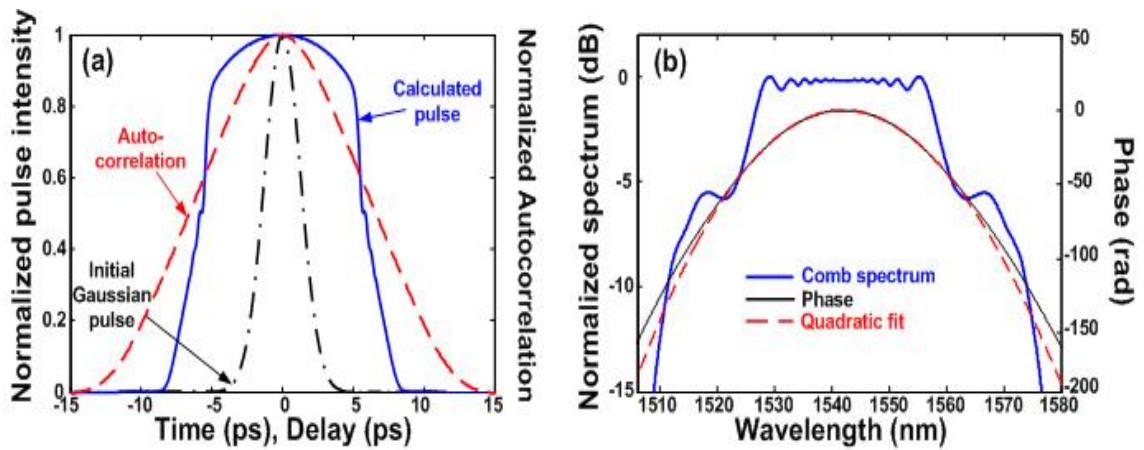 Normalized pulse intensity
1
0.8
0.6
0.4
0.2
0
(a)
Calculated
pulse
Auto-
correlation
Initial
Gaussian
pulse
-15
-10
-5
0
5
10
15
Time (ps), Delay (ps)
Normalized Autocorrelation
Normalized spectrum (dB)
0
-5
-10
-15
(b)
Comb spectrum
Phase
Quadratic fit
50
0
-50
-100
-150
-200
Phase (rad)
1510
1520
1530
1540
1550
1560
1570
1580
Wavelength (nm)